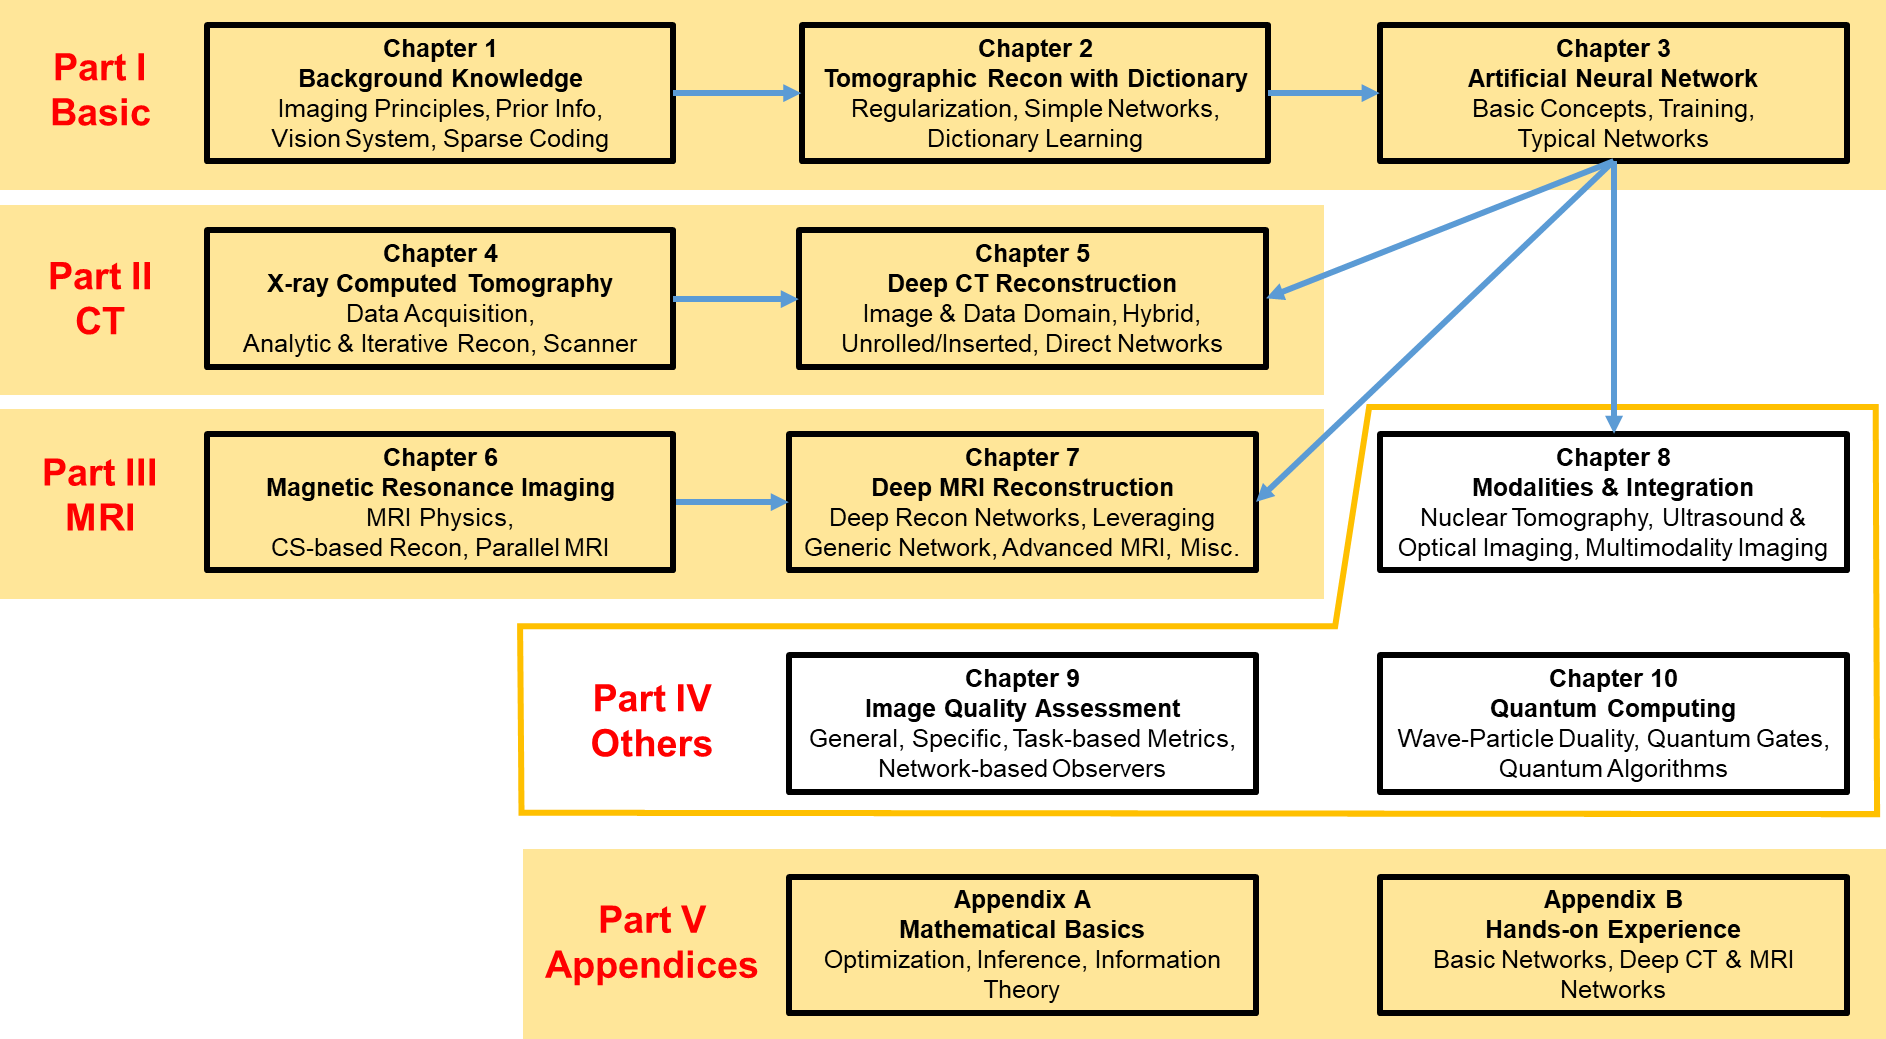 Part I
Basic
Chapter 1
Background Knowledge
Imaging Principles, Prior Info,
Vision System, Sparse Coding
Chapter 2
Tomographic Recon with Dictionary
Regularization, Simple Networks,
Dictionary Learning
Chapter 3
Artificial Neural Network
Basic Concepts, Training,
Typical Networks
Part II
CT
Chapter 4
X-ray Computed Tomography
Data Acquisition,
Analytic & Iterative Recon, Scanner
Chapter 5
Deep CT Reconstruction
Image & Data Domain, Hybrid,
Unrolled/Inserted, Direct Networks
Part III
MRI
Chapter 6
Magnetic Resonance Imaging
MRI Physics,
CS-based Recon, Parallel MRI
Chapter 7
Deep MRI Reconstruction
Deep Recon Networks, Leveraging
Generic Network, Advanced MRI, Misc.
Chapter 8
Modalities & Integration
Nuclear Tomography, Ultrasound &
Optical Imaging, Multimodality Imaging
Part IV
Others
Chapter 9
Image Quality Assessment
General, Specific, Task-based Metrics,
Network-based Observers
Chapter 10
Quantum Computing
Wave-Particle Duality, Quantum Gates,
Quantum Algorithms
Part V
Appendices
Appendix A
Mathematical Basics
Optimization, Inference, Information
Theory
Appendix B
Hands-on Experience
Basic Networks, Deep CT & MRI
Networks